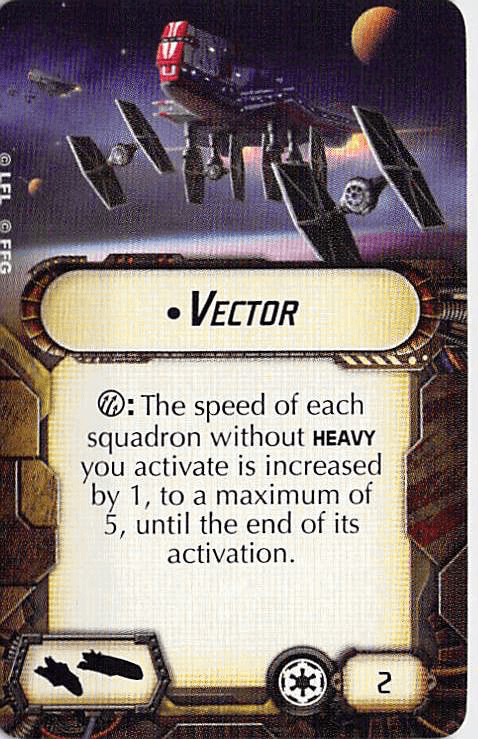 © LFL © FFG
• VECTOR
: The speed of each
squadron without HEAVY
you activate is increased
by 1, to a maximum of
5, until the end of its
activation.
2